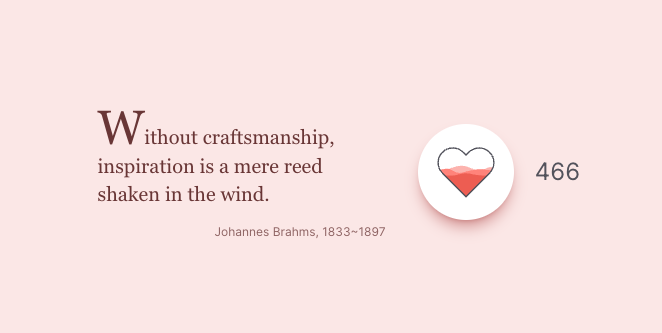 Without craftsmanship,
inspiration is a mere reed
shaken in the wind.
Johannes Brahms, 1833~1897
466